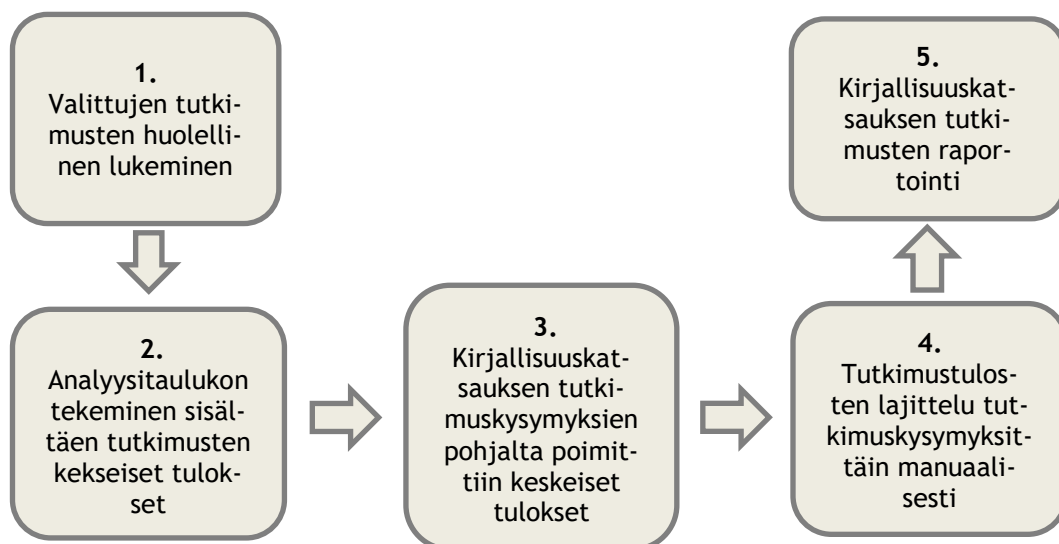 1.
Valittujen tutki-
musten huolelli-
nen lukeminen
2.
Analyysitaulukon
tekeminen sisäl-
täen tutkimusten
kekseiset tulok-
set
3.
Kirjallisuuskat-
sauksen tutki-
muskysymyksien
pohjalta poimit-
tiin keskeiset
tulokset
4.
Tutkimustulos-
ten lajittelu tut-
kimuskysymyksit-
täin manuaali-
sesti
5.
Kirjallisuuskat-
sauksen tutki-
musten rapor-
tointi